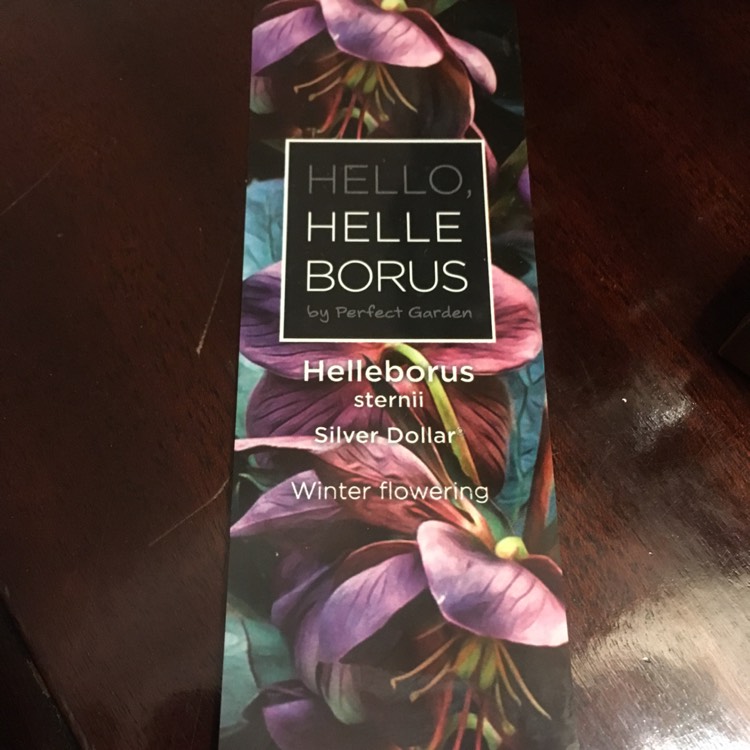 HELLO,
HELLE
BORUS
by Perfect Garden
Helleborus
sternii
Silver Dollar
Winter flowering